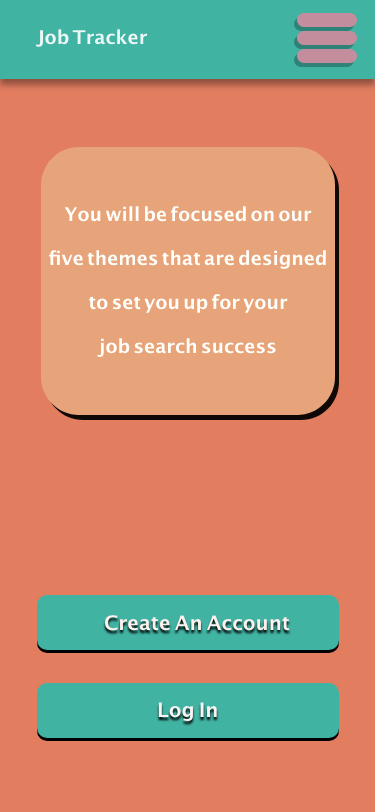 Job Tracker
You will be focused on our
five themes that are designed
to set you up for your
job search success
Create An Account
Log In